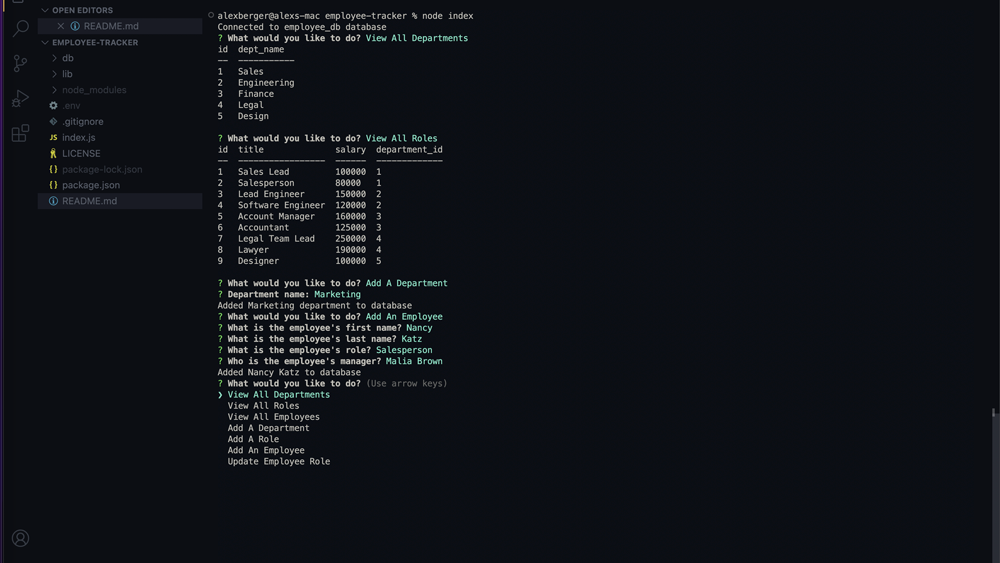 OPEN EDITORS
README.md
EMPLOYEE-TRACKER
db
lib
node_modules
.env
.gitignore
JS index.js
LICENSE
{} package-lock.json
{} package.json
README.md
alexberger@alexs-mac employee-tracker % node index
Connected to employee_db database
? What would you like to do? View All Departments
id dept_name
-- -----------
1 Sales
2 Engineering
3 Finance
4 Legal
5 Design
? What would you like to do? View All Roles
id title salary department_id
-- ----------------- ------ -------------
1 Sales Lead 100000 1
2 Salesperson 80000 1
3 Lead Engineer 150000 2
4 Software Engineer 120000 2
5 Account Manager 160000 3
6 Accountant 125000 3
7 Legal Team Lead 250000 4
8 Lawyer 190000 4
9 Designer 100000 5
? What would you like to do? Add A Department
? Department name: Marketing
Added Marketing department to database
? What would you like to do? Add An Employee
? What is the employee's first name? Nancy
? What is the employee's last name? Katz
? What is the employee's role? Salesperson
? Who is the employee's manager? Malia Brown
Added Nancy Katz to database
? What would you like to do? (Use arrow keys)
❯ View All Departments
View All Roles
View All Employees
Add A Department
Add A Role
Add An Employee
Update Employee Role